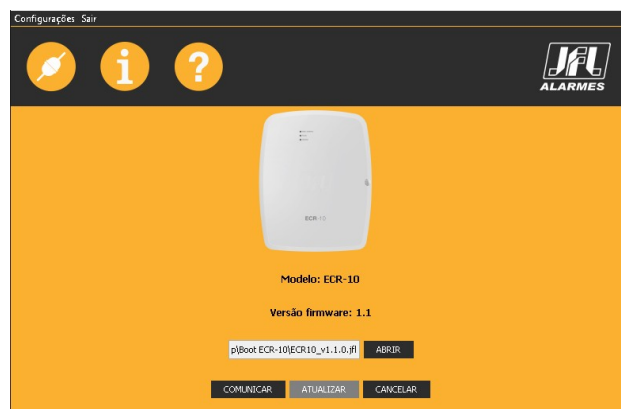 Configurações Sair
JFL
ALARMES
ECR-10
Modelo: ECR-10
Versão firmware: 1.1
p\Boot ECR-10\ECR10_v1.1.0.jfl ABRIR
COMUNICAR ATUALIZAR CANCELAR